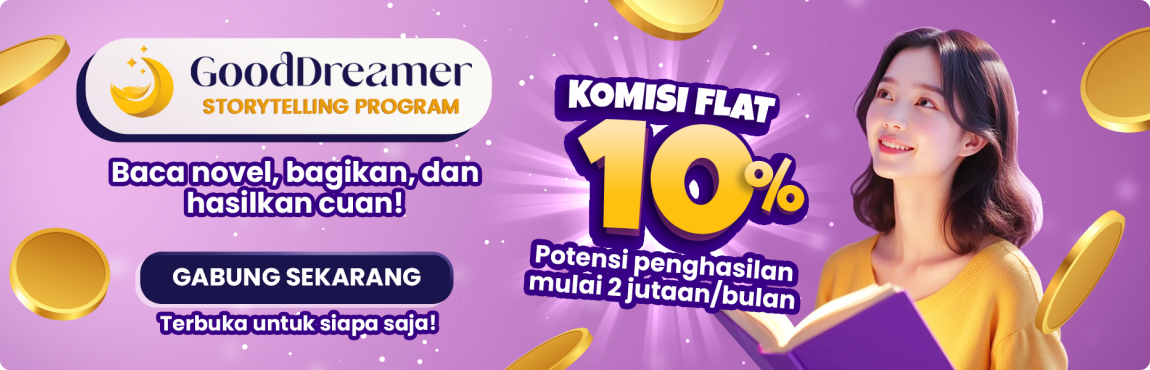 GoodDreamer
STORYTELLING PROGRAM
Baca novel, bagikan, dan
hasilkan cuan!
GABUNG SEKARANG
Terbuka untuk siapa saja!
KOMISI FLAT
10%
Potensi penghasilan
mulai 2 jutaan/bulan